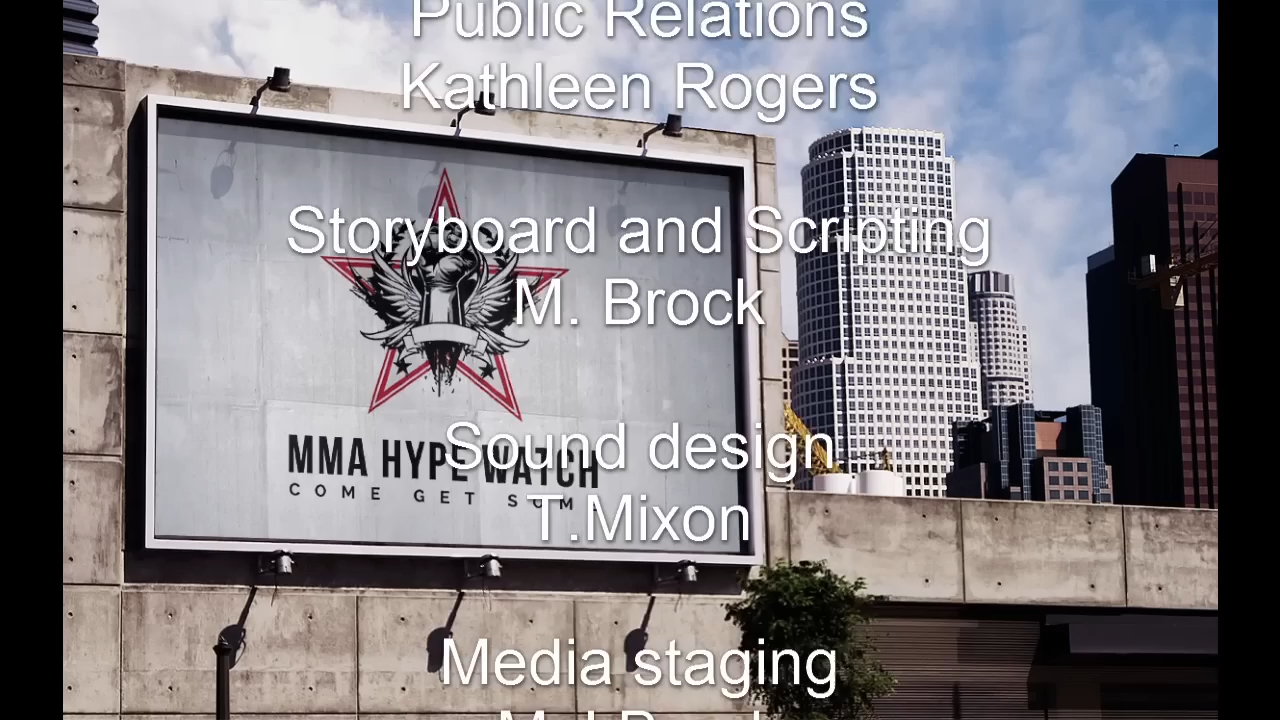 Public Relations
Kathleen Rogers
Storyboard and Scripting
M. Brock
MMA HYPE WATCH
COME GET SOME
Sound design
T.Mixon
Media staging